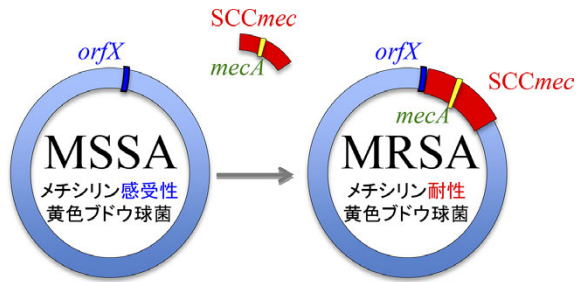 SCCmec
orfX
mecA
MSSA
メチシリン感受性
黄色ブドウ球菌
orfX
SCCmec
mecA
MRSA
メチシリン耐性
黄色ブドウ球菌